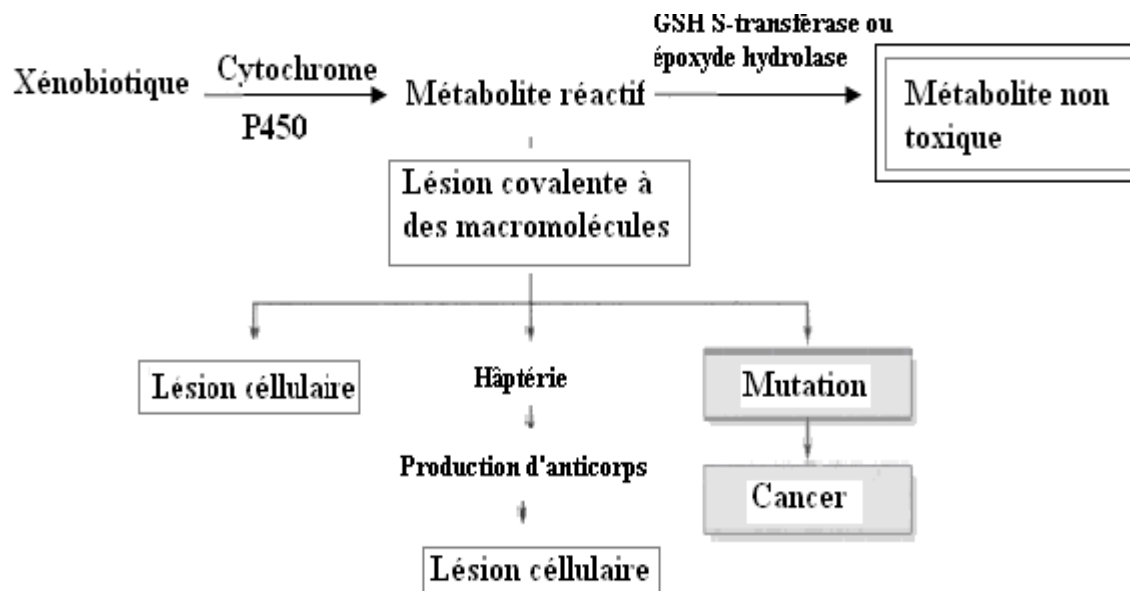 GSH S-transférase ou
époxyde hydrolase
Xénobiotique
Cytochrome
P450
Métabolite réactif
Métabolite non
toxique
Lésion covalente à
des macromolécules
Lésion céllulaire
Hâptérie
Mutation
Production d'anticorps
Cancer
Lésion céllulaire